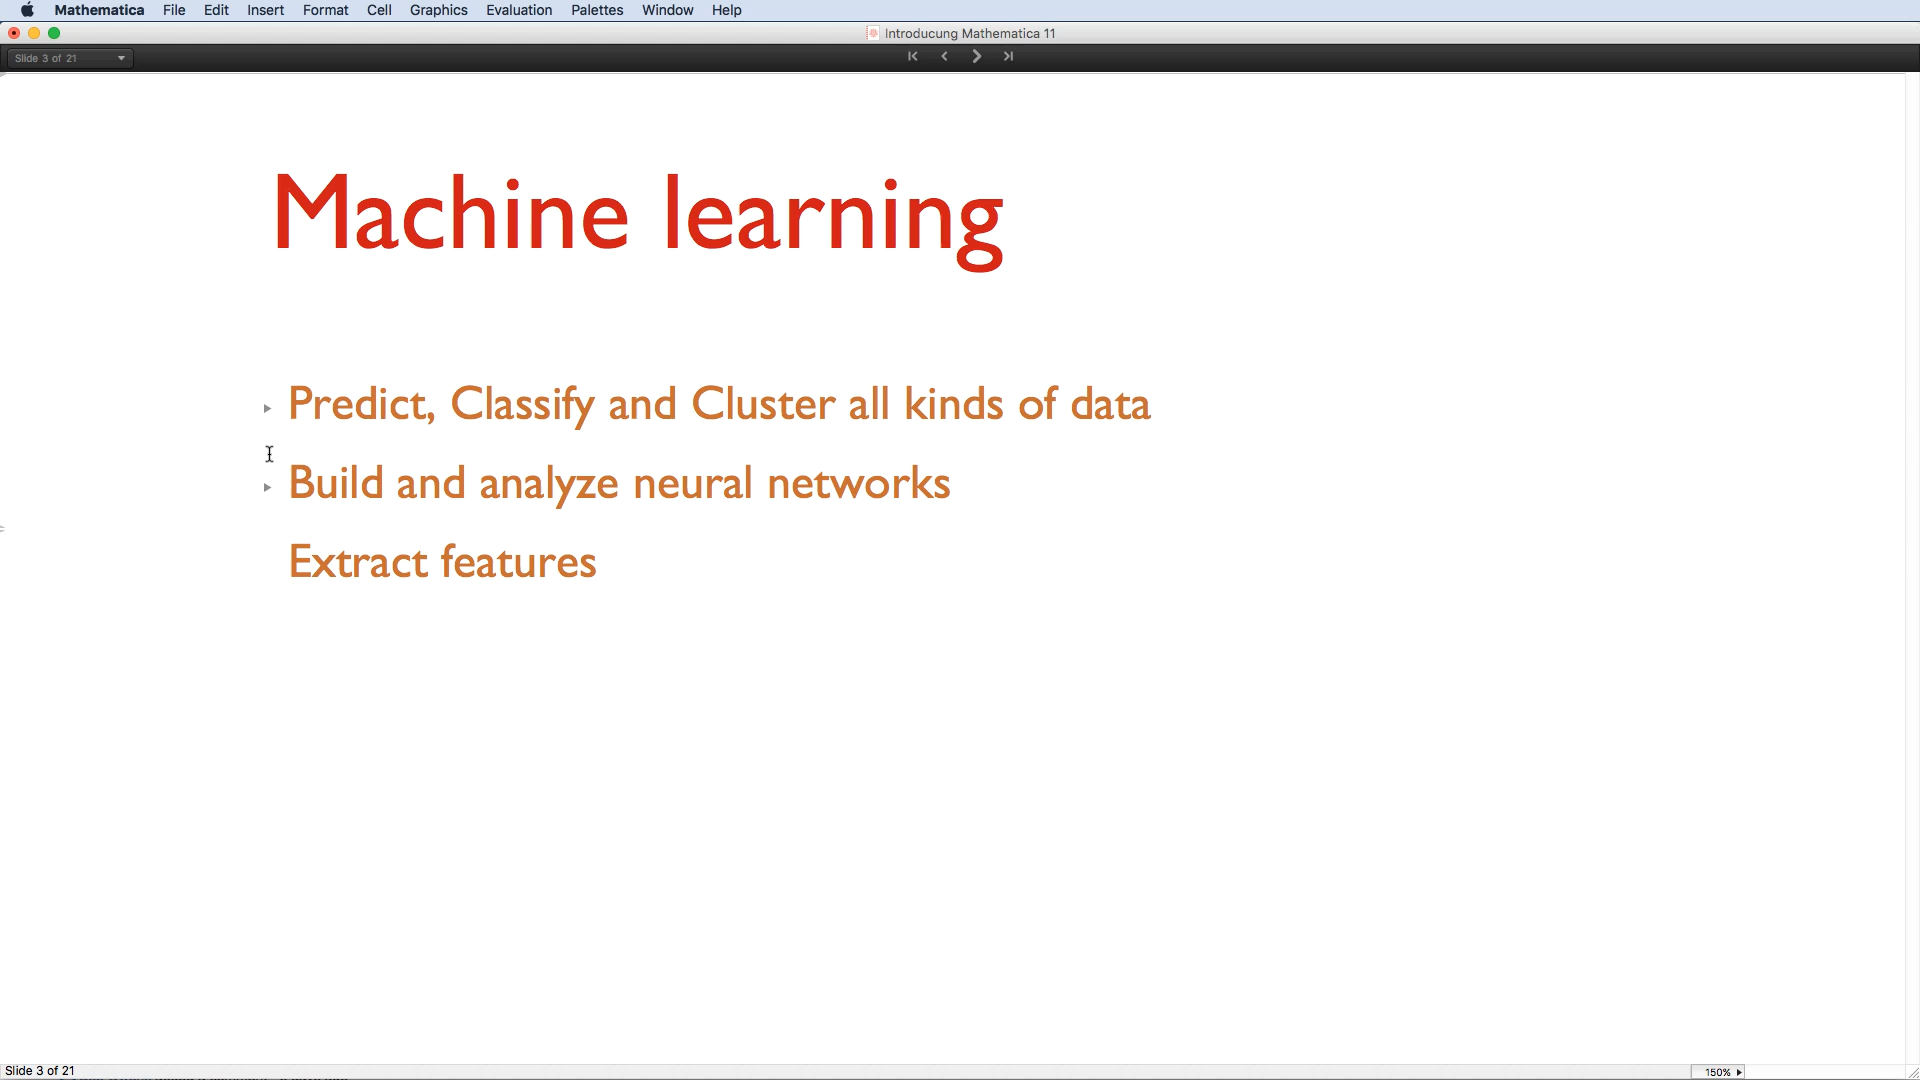 Mathematica File Edit Insert Format Cell Graphics Evaluation Palettes Window Help
Introducung Mathematica 11
Slide 3 of 21
Machine learning
Predict, Classify and Cluster all kinds of data
Build and analyze neural networks
Extract features
Slide 3 of 21
150%